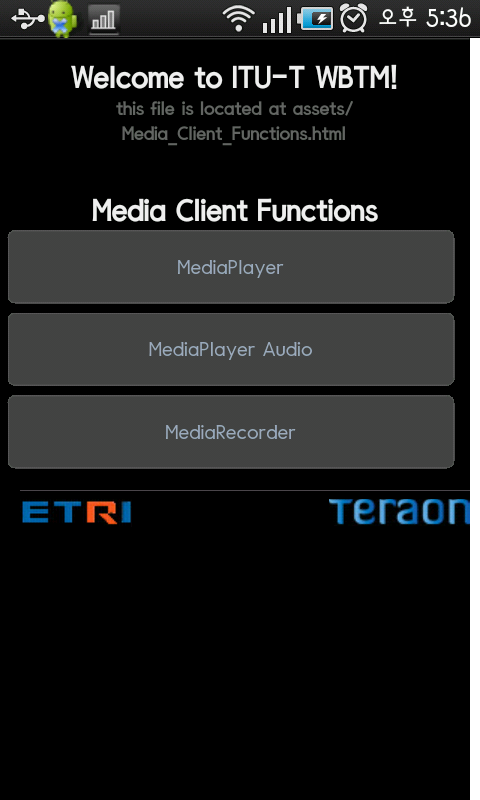 오후 5:36
Welcome to ITU-T WBTM!
this file is located at assets/
Media_Client_Functions.html
Media Client Functions
MediaPlayer
MediaPlayer Audio
MediaRecorder
ETRI Teraon